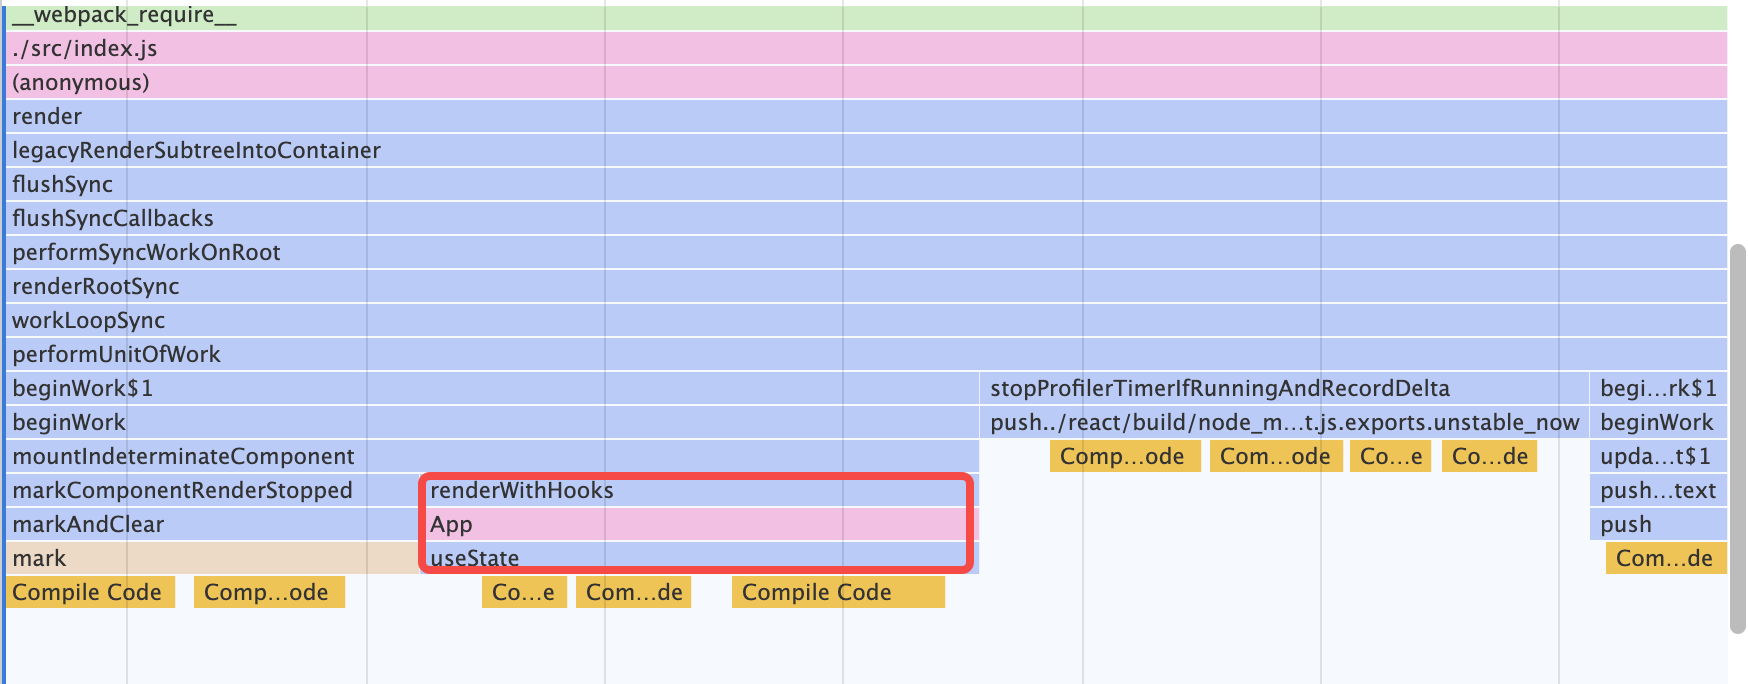 __webpack_require__
./src/index.js
(anonymous)
render
legacyRenderSubtreeIntoContainer
flushSync
flushSyncCallbacks
performSyncWorkOnRoot
renderRootSync
workLoopSync
performUnitOfWork
beginWork$1 stopProfilerTimerIfRunningAndRecordDelta begi…rk$1
beginWork push../react/build/node_m…t.js.exports.unstable_now beginWork
mountIndeterminateComponent Comp…ode Com…ode Co…e Co…de upda…t$1
markComponentRenderStopped renderWithHooks push…text
markAndClear App push
mark useState Com…de
Compile Code Comp…ode Co…e Com…de Compile Code